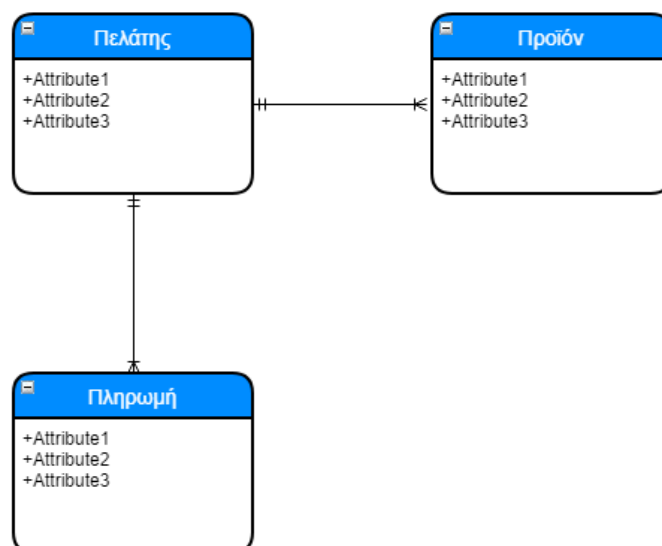 Πελάτης
+Attribute1
+Attribute2
+Attribute3
Προϊόν
+Attribute1
+Attribute2
+Attribute3
Πληρωμή
+Attribute1
+Attribute2
+Attribute3